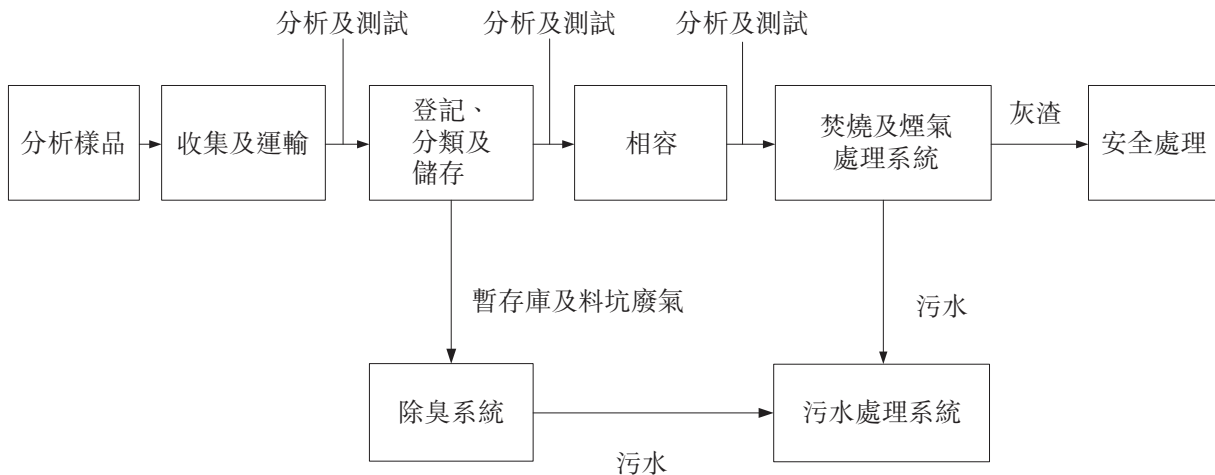 分析及測試
分析及測試
分析及測試
分析樣品
收集及運輸
登記、
分類及
儲存
相容
焚燒及煙氣
處理系統
灰渣
安全處理
暫存庫及料坑廢氣
污水
除臭系統
污水
污水處理系統